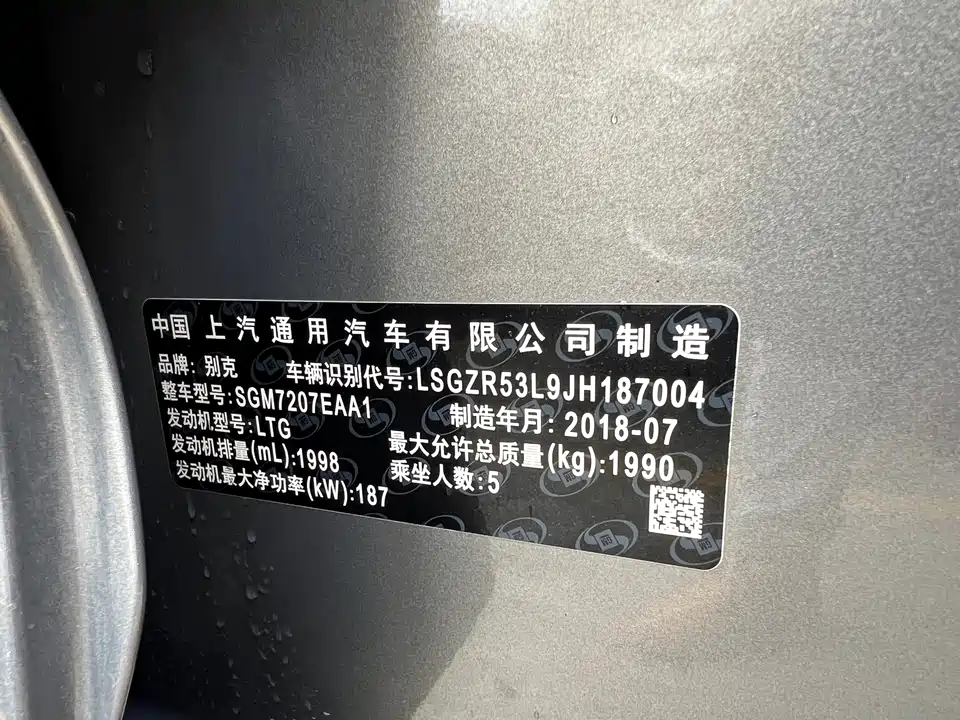 中国 上汽通用汽车有限公司制造
品牌: 别克 车辆识别代号:LSGZR53L9JH187004
整车型号:SGM7207EAA1 制造年月: 2018-07
发动机型号:LTG 最大允许总质量(kg):1990
发动机排量(mL):1998 乘坐人数:5
发动机最大净功率(kW):187